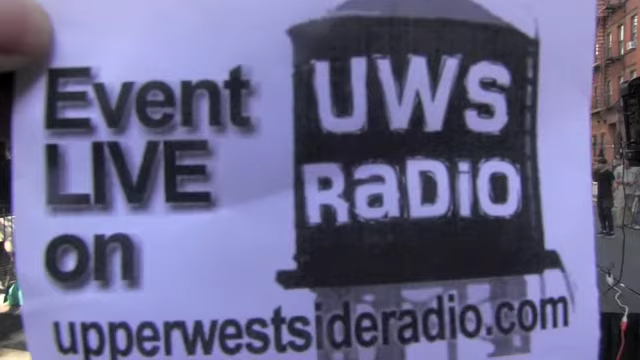 Event
LIVE
on
UWS
RaDiO
upperwestsideradio.com